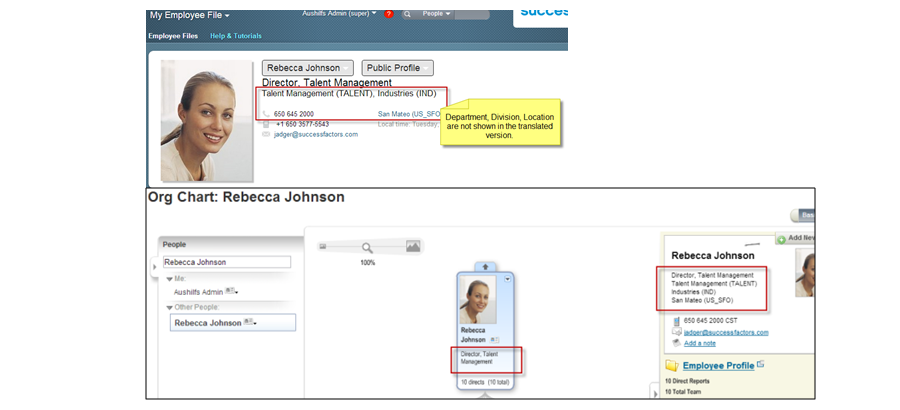 My Employee File
Aushilfs Admin (super)
?
People
success
Employee Files Help & Tutorials
Rebecca Johnson
Public Profile
Director, Talent Management
Talent Management (TALENT), Industries (IND)
650 645 2000 San Mateo (US_SFO
+1 650 3577-5543 Local time: Tuesday
jadger@successfactors.com
Department, Division, Location
are not shown in the translated
version.
Org Chart: Rebecca Johnson
People
Rebecca Johnson
Me:
Aushilfs Admin
Other People:
Rebecca Johnson
100%
Rebecca
Johnson
Director, Talent
Management
10 directs (10 total)
Bas
Add New
Rebecca Johnson
Director, Talent Management
Talent Management (TALENT)
Industries (IND)
San Mateo (US_SFO)
650 645 2000 CST
jadger@successfactors.com
Add a note
Employee Profile
10 Direct Reports
10 Total Team